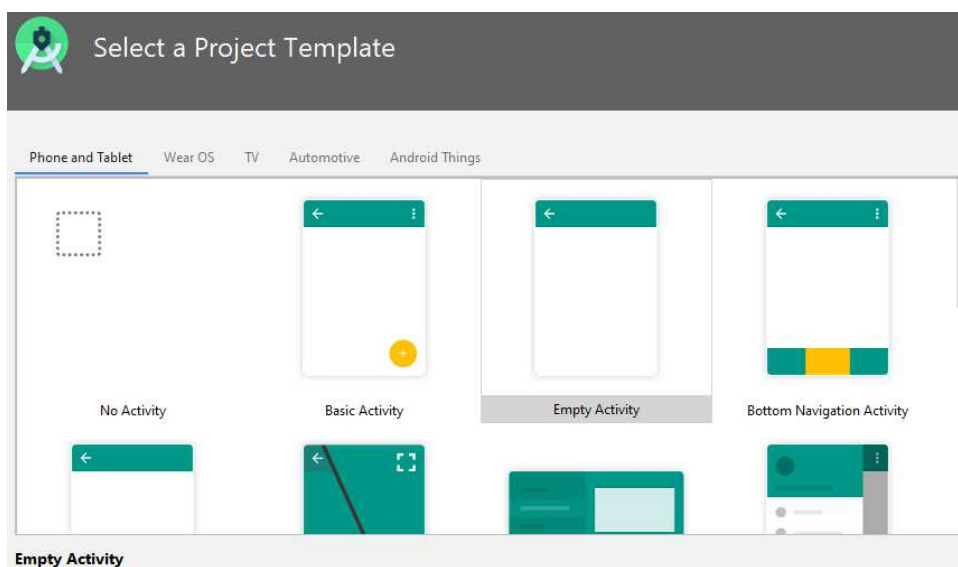 Select a Project Template
Phone and Tablet Wear OS TV Automotive Android Things
No Activity Basic Activity Empty Activity Bottom Navigation Activity
Empty Activity